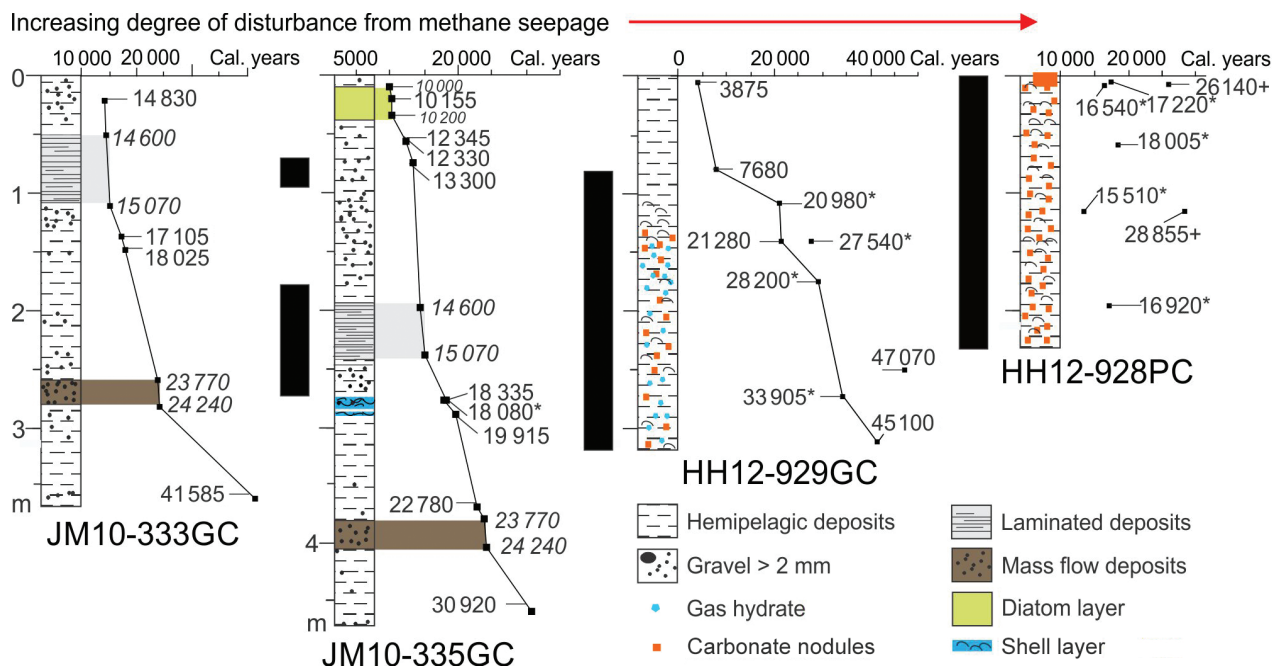 Increasing degree of disturbance from methane seepage
10 000 20 000 Cal. years
0
14 830
14 600
1
15 070
17 105
18 025
2
23 770
24 240
3
41 585
m
JM10-333GC
5000 20 000 Cal. years
10 000
10 155
10 200
12 345
12 330
13 300
14 600
15 070
18 335
18 080*
19 915
22 780
23 770
4
24 240
30 920
m
JM10-335GC
0 20 000 40 000 Cal. years
3875
7680
20 980*
21 280
27 540*
28 200*
47 070
33 905*
45 100
HH12-929GC
10 000 20 000 Cal. years
26 140+
16 540*
17 220*
18 005*
15 510*
28 855+
16 920*
HH12-928PC
Hemipelagic deposits
Gravel > 2 mm
Gas hydrate
Carbonate nodules
Laminated deposits
Mass flow deposits
Diatom layer
Shell layer